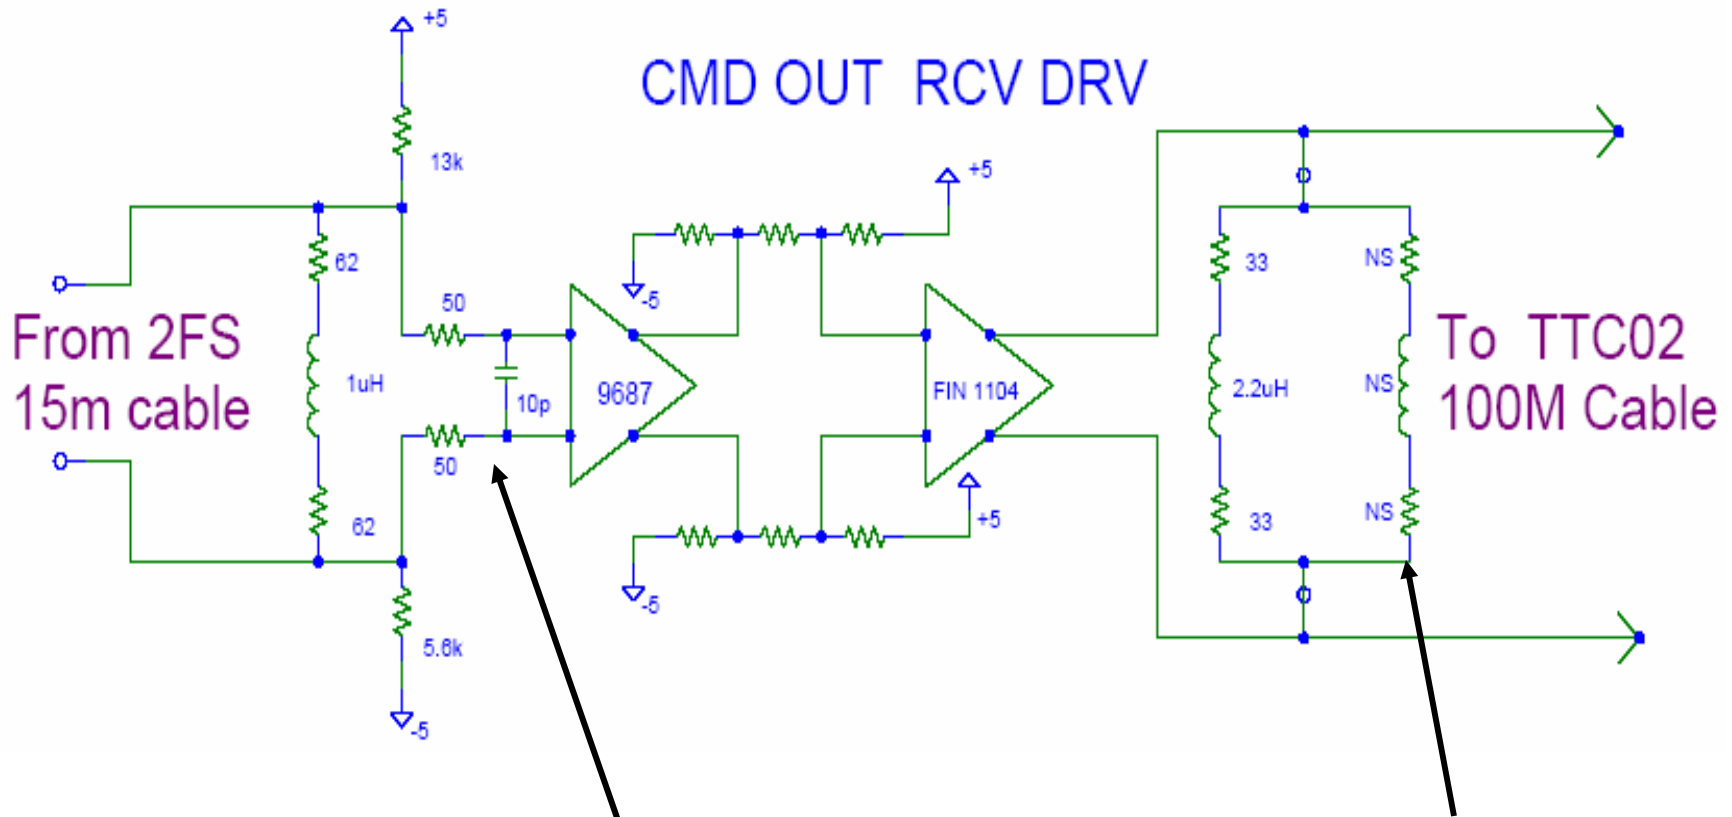 +5
CMD OUT RCV DRV
13k
+5
62
33
NS
50
-5
From 2FS
15m cable
1uH
10p
9687
FIN 1104
2.2uH
NS
To TTC02
100M Cable
50
62
+5
33
NS
-5
5.6k
-5